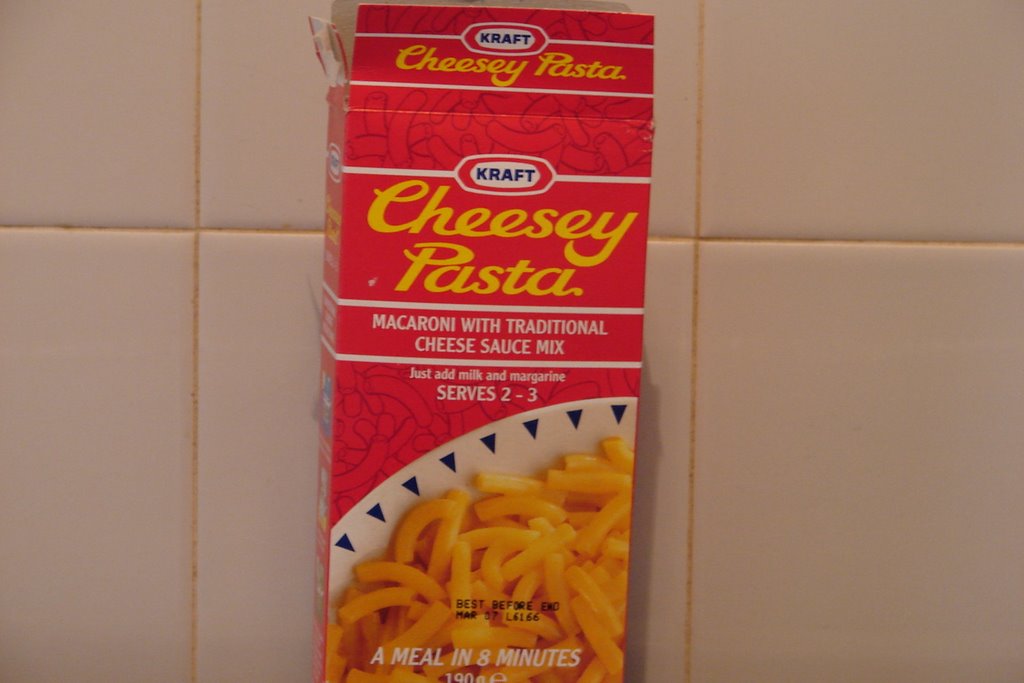 KRAFT
Cheesey Pasta.
KRAFT
Cheesey
Pasta.
MACARONI WITH TRADITIONAL
CHEESE SAUCE MIX
Just add milk and margarine
SERVES 2 - 3
BEST BEFORE END
MAR 07 L6166
A MEAL IN 8 MINUTES
190g ℮